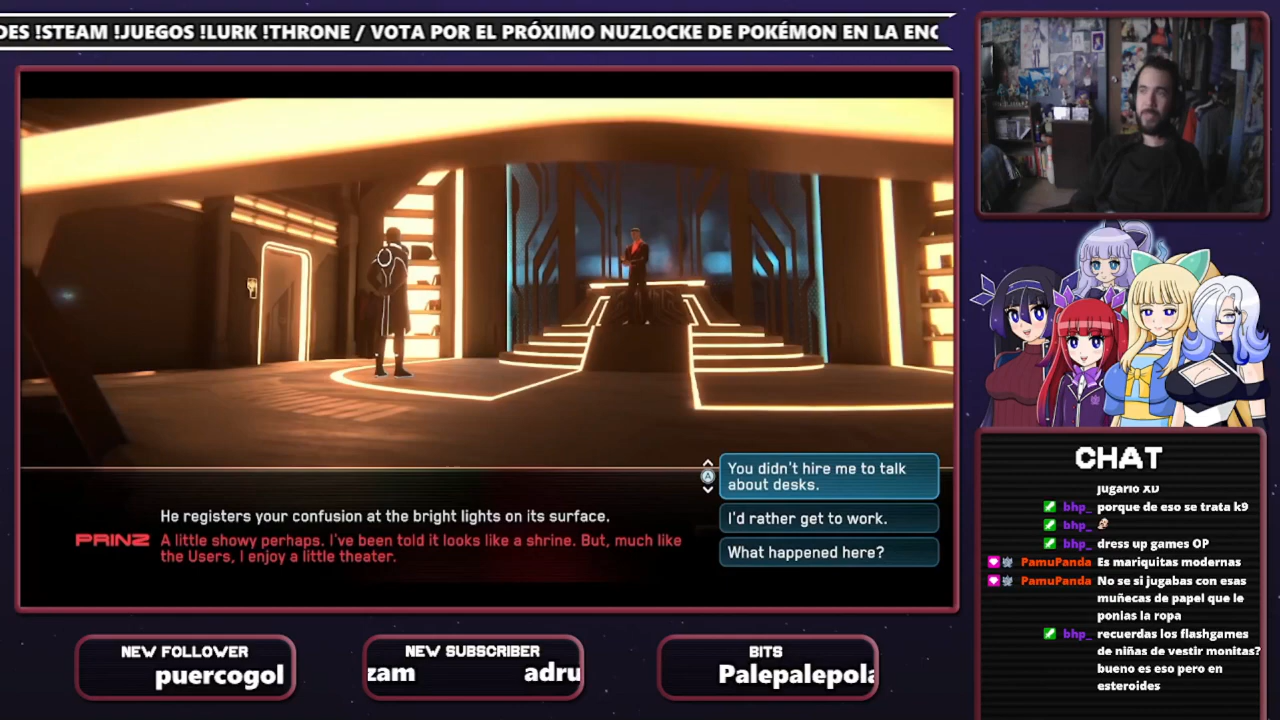 DES !STEAM !JUEGOS !LURK !THRONE / VOTA POR EL PRÓXIMO NUZLOCKE DE POKÉMON EN LA ENC
You didn't hire me to talk
about desks.
I'd rather get to work.
What happened here?
He registers your confusion at the bright lights on its surface.
PRINZ A little showy perhaps. I've been told it looks like a shrine. But, much like
the Users, I enjoy a little theater.
CHAT
jugarlo XD
bhp_ porque de eso se trata k9
bhp_
bhp_ dress up games OP
PamuPanda Es mariquitas modernas
PamuPanda No se si jugabas con esas
muñecas de papel que le
ponias la ropa
bhp_ recuerdas los flashgames
de niñas de vestir monitas?
bueno es eso pero en
esteroides
NEW FOLLOWER
puercogol
NEW SUBSCRIBER
zam adru
BITS
Palepalepola